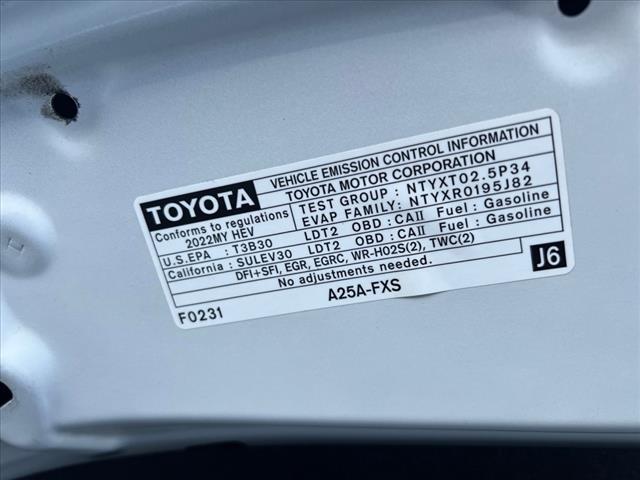 TOYOTA
VEHICLE EMISSION CONTROL INFORMATION
TOYOTA MOTOR CORPORATION
Conforms to regulations
2022MY HEV
TEST GROUP : NTYXT02.5P34
EVAP FAMILY: NTYXR0195J82
U.S.EPA : T3B30 LDT2 OBD : CAII Fuel : Gasoline
California : SULEV30 LDT2 OBD : CAII Fuel : Gasoline
DFI+SFI, EGR, EGRC, WR-HO2S(2), TWC(2)
No adjustments needed.
F0231 A25A-FXS J6